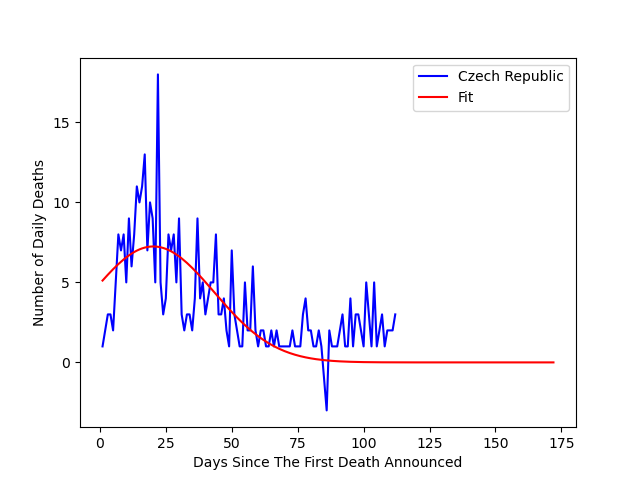 Czech Republic
Fit
Number of Daily Deaths
15
10
5
0
0 25 50 75 100 125 150 175
Days Since The First Death Announced